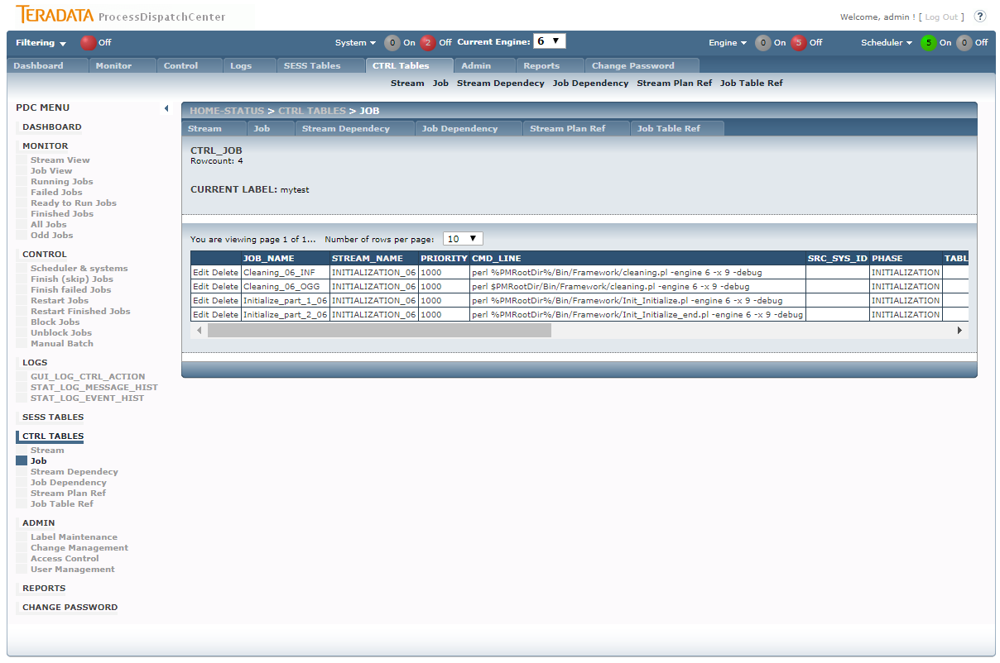 TERADATA ProcessDispatchCenter
Welcome, admin ! [ Log Out ] ?
Filtering Off System 0 On 2 Off Current Engine: 6 Engine 0 On 5 Off Scheduler 5 On 0 Off
Dashboard Monitor Control Logs SESS Tables CTRL Tables Admin Reports Change Password
Stream Job Stream Dependecy Job Dependency Stream Plan Ref Job Table Ref
PDC MENU
DASHBOARD
MONITOR
Stream View
Job View
Running Jobs
Failed Jobs
Ready to Run Jobs
Finished Jobs
All Jobs
Odd Jobs
CONTROL
Scheduler & systems
Finish (skip) Jobs
Finish failed Jobs
Restart Jobs
Restart Finished Jobs
Block Jobs
Unblock Jobs
Manual Batch
LOGS
GUI_LOG_CTRL_ACTION
STAT_LOG_MESSAGE_HIST
STAT_LOG_EVENT_HIST
SESS TABLES
CTRL TABLES
Stream
Job
Stream Dependecy
Job Dependency
Stream Plan Ref
Job Table Ref
ADMIN
Label Maintenance
Change Management
Access Control
User Management
REPORTS
CHANGE PASSWORD
HOME-STATUS > CTRL TABLES > JOB
Stream Job Stream Dependecy Job Dependency Stream Plan Ref Job Table Ref
CTRL_JOB
Rowcount: 4
CURRENT LABEL: mytest
You are viewing page 1 of 1... Number of rows per page: 10
JOB_NAME STREAM_NAME PRIORITY CMD_LINE SRC_SYS_ID PHASE TABL
Edit Delete Cleaning_06_INF INITIALIZATION_06 1000 perl %PMRootDir%/Bin/Framework/cleaning.pl -engine 6 -x 9 -debug INITIALIZATION
Edit Delete Cleaning_06_OGG INITIALIZATION_06 1000 perl $PMRootDir/Bin/Framework/cleaning.pl -engine 6 -x 9 -debug INITIALIZATION
Edit Delete Initialize_part_1_06 INITIALIZATION_06 1000 perl %PMRootDir%/Bin/Framework/Init_Initialize.pl -engine 6 -x 9 -debug INITIALIZATION
Edit Delete Initialize_part_2_06 INITIALIZATION_06 1000 perl %PMRootDir%/Bin/Framework/Init_Initialize_end.pl -engine 6 -x 9 -debug INITIALIZATION